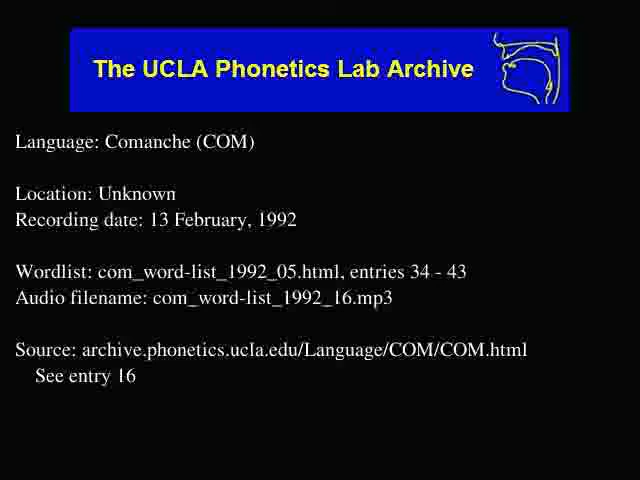 The UCLA Phonetics Lab Archive
Language: Comanche (COM)
Location: Unknown
Recording date: 13 February, 1992
Wordlist: com_word-list_1992_05.html, entries 34 - 43
Audio filename: com_word-list_1992_16.mp3
Source: archive.phonetics.ucla.edu/Language/COM/COM.html
See entry 16